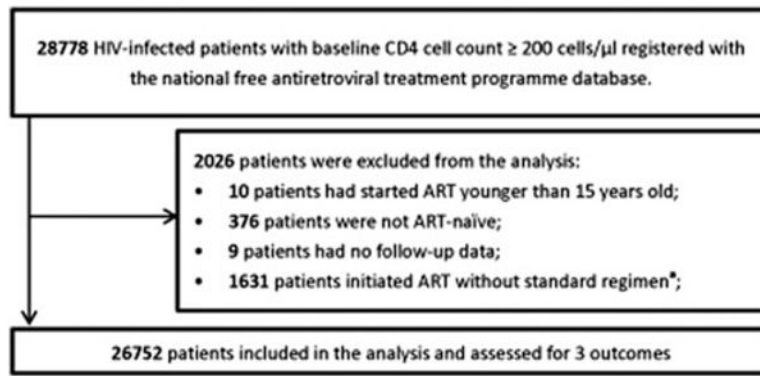 28778 HIV-infected patients with baseline CD4 cell count ≥ 200 cells/μl registered with
the national free antiretroviral treatment programme database.
2026 patients were excluded from the analysis:
• 10 patients had started ART younger than 15 years old;
• 376 patients were not ART-naïve;
• 9 patients had no follow-up data;
• 1631 patients initiated ART without standard regimenª;
26752 patients included in the analysis and assessed for 3 outcomes